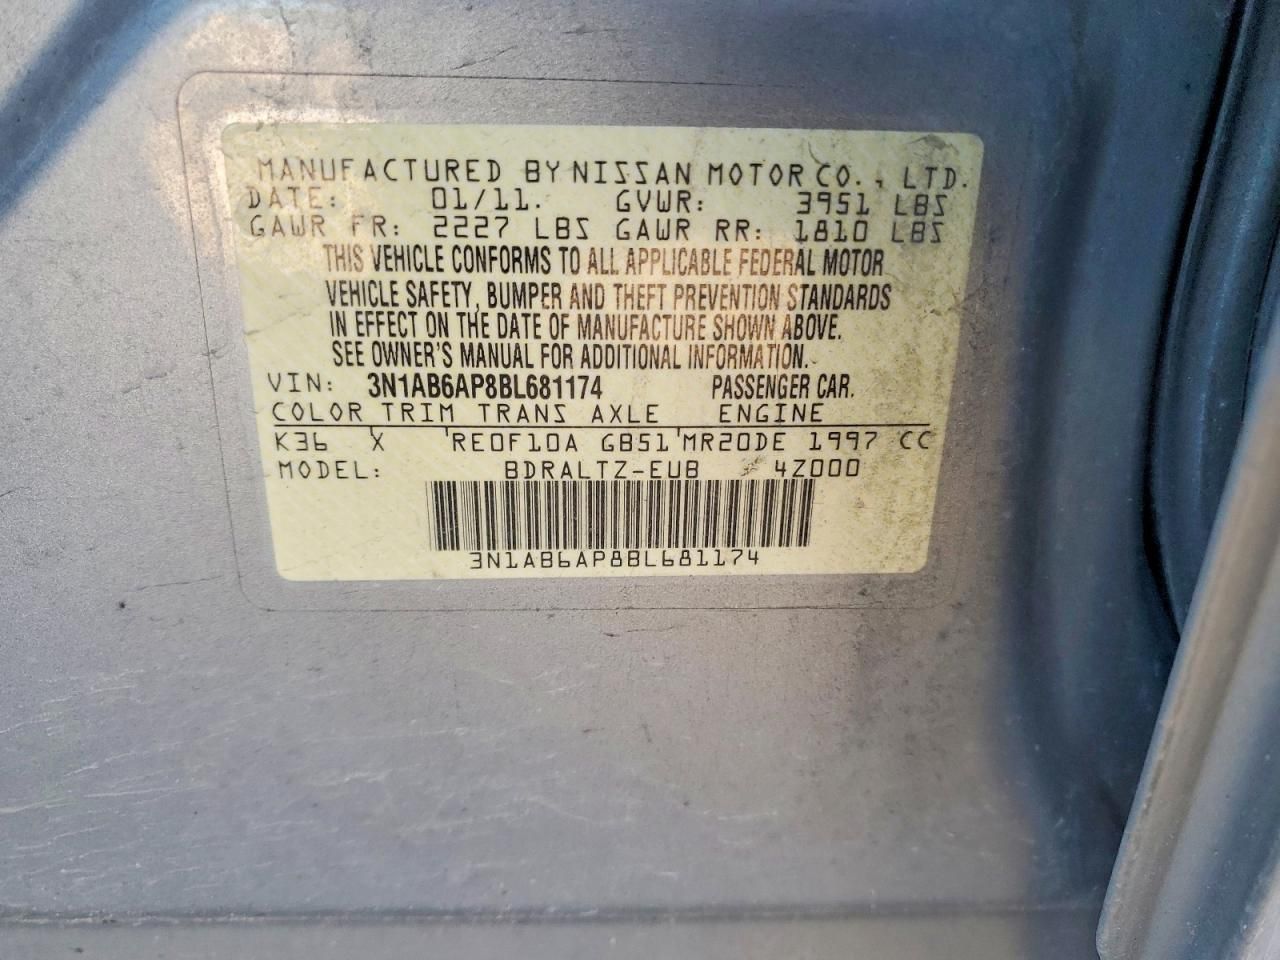 MANUFACTURED BY NISSAN MOTOR CO., LTD.
DATE: 01/11. GVWR: 3951 LBS
GAWR FR: 2227 LBS GAWR RR: 1810 LBS
THIS VEHICLE CONFORMS TO ALL APPLICABLE FEDERAL MOTOR
VEHICLE SAFETY, BUMPER AND THEFT PREVENTION STANDARDS
IN EFFECT ON THE DATE OF MANUFACTURE SHOWN ABOVE.
SEE OWNER'S MANUAL FOR ADDITIONAL INFORMATION.
VIN: 3N1AB6AP8BL681174 PASSENGER CAR.
COLOR TRIM TRANS AXLE ENGINE
K36 X RE0F10A GB51 MR20DE 1997 CC
MODEL: BDRALTZ-EUB 4Z000
3N1AB6AP8BL681174